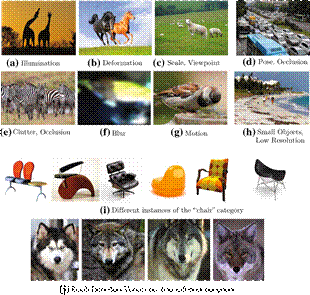 (a) Illumination
(b) Deformation
(c) Scale, Viewpoint
(d) Pose, Occlusion
(e) Clutter, Occlusion
(f) Blur
(g) Motion
(h) Small Objects,
Low Resolution
(i) Different instances of the "chair" category
(j)